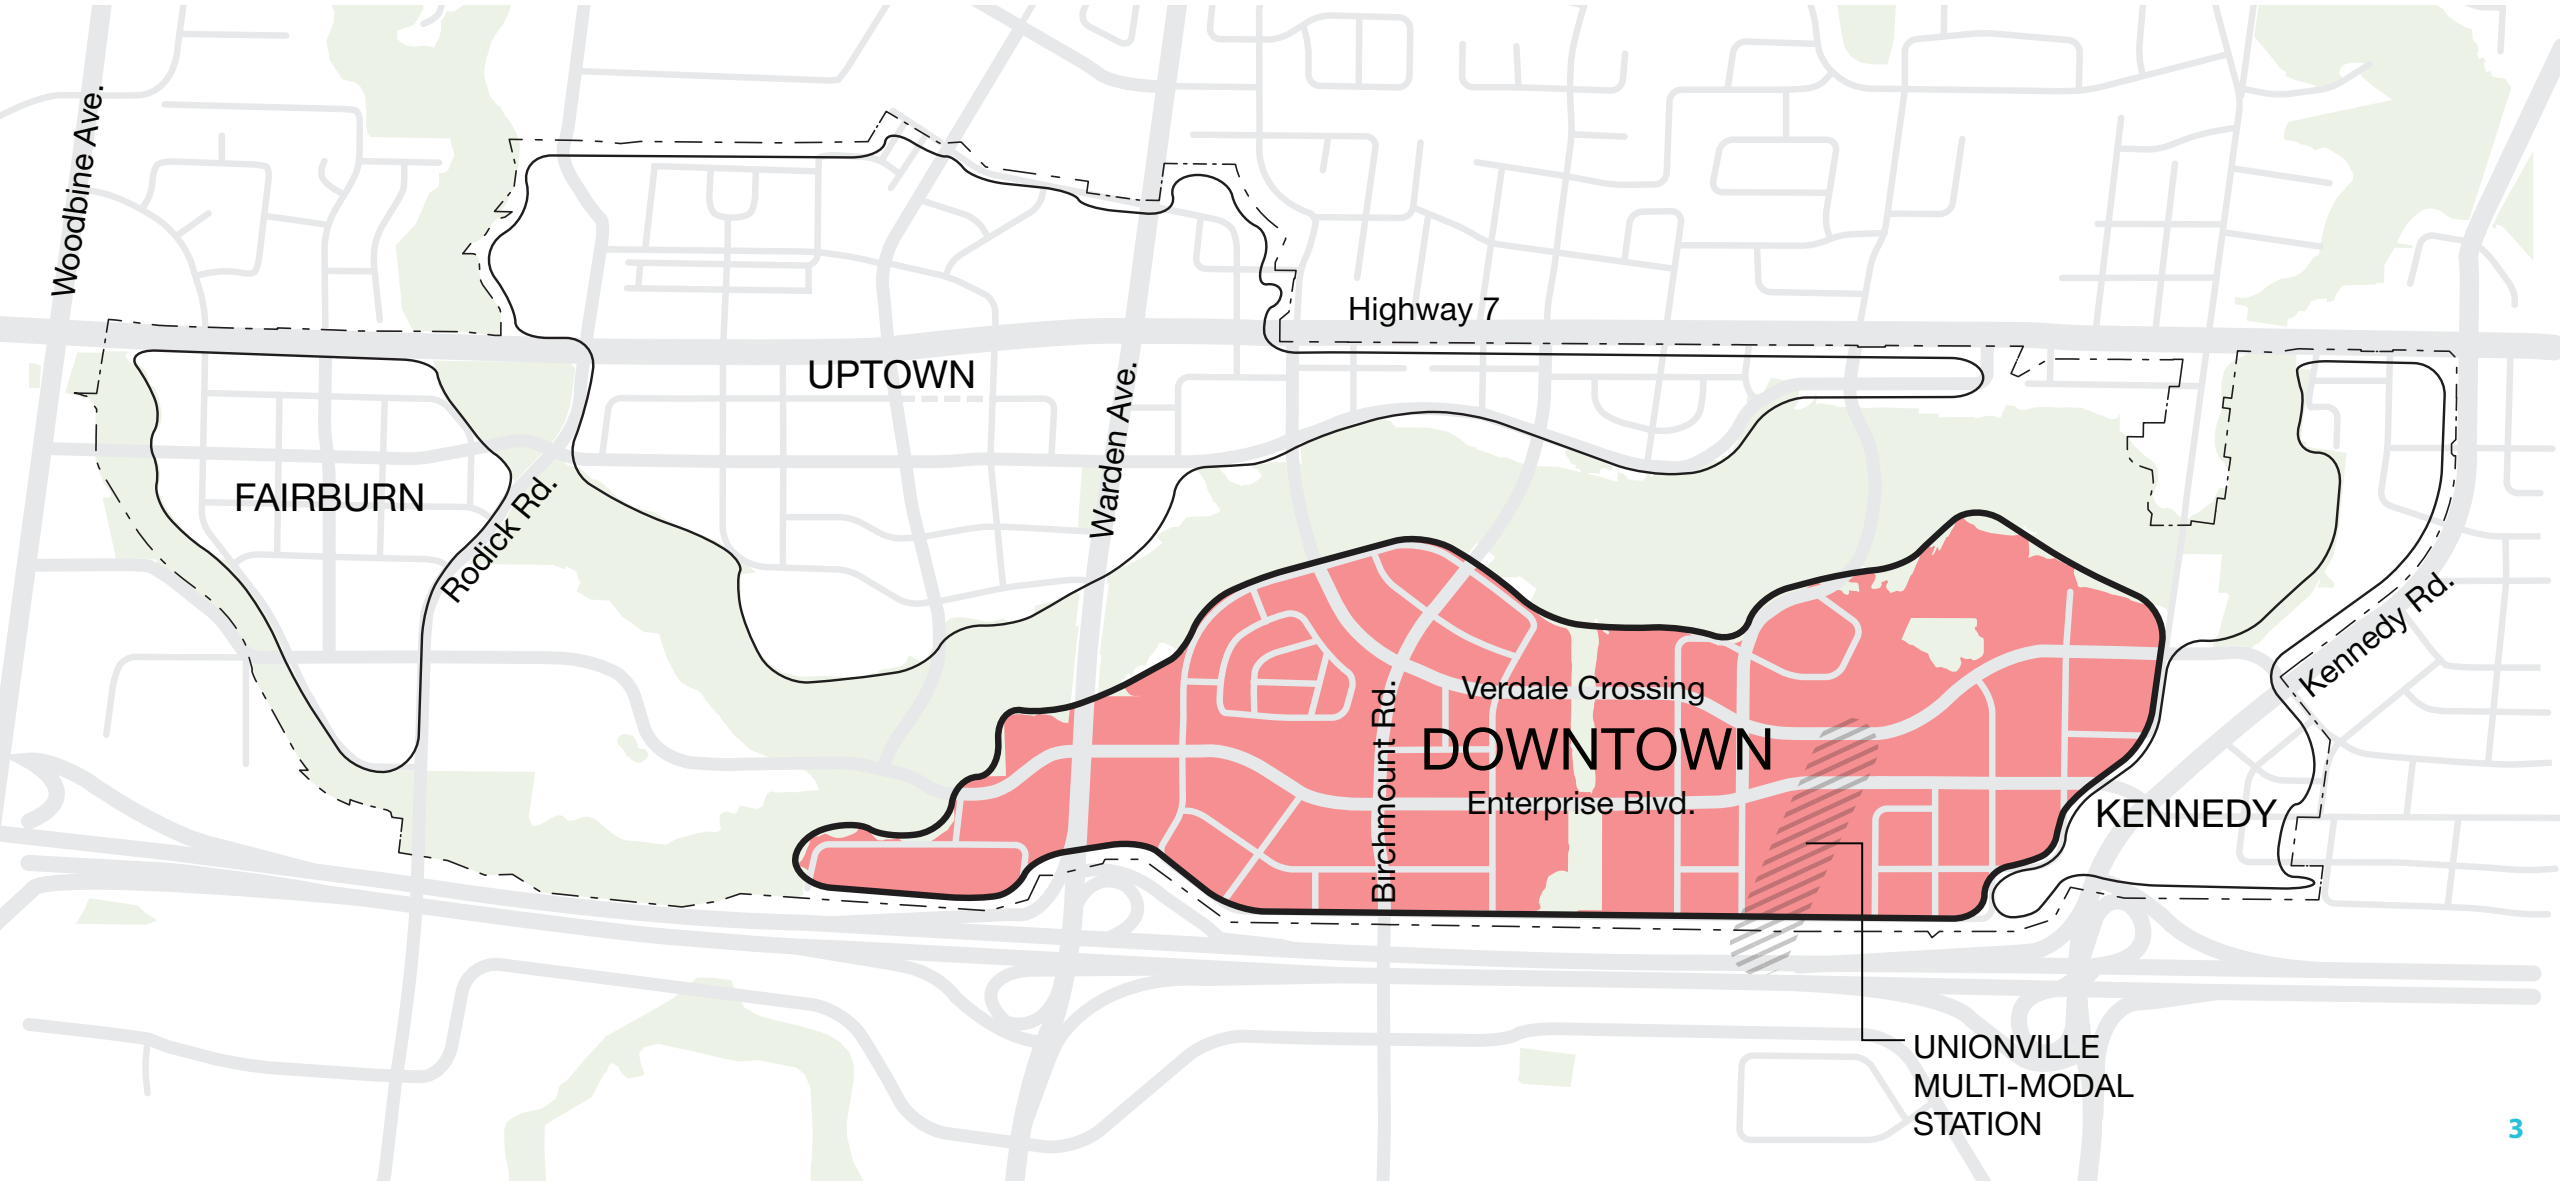 Woodbine Ave.
Highway 7
UPTOWN
Warden Ave.
FAIRBURN
Rodick Rd.
Kennedy Rd.
Verdale Crossing
Birchmount Rd.
DOWNTOWN
Enterprise Blvd.
KENNEDY
UNIONVILLE
MULTI-MODAL
STATION
3